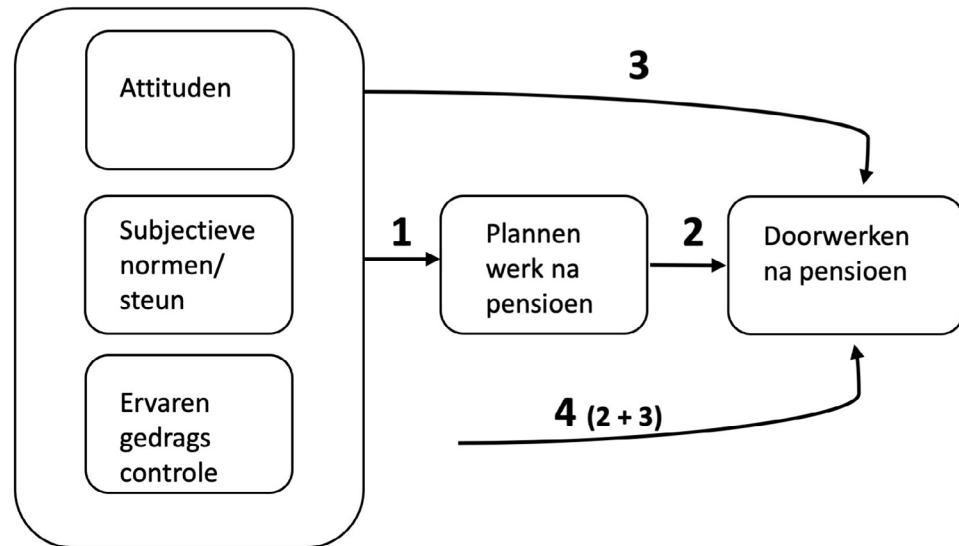 Attituden
Subjectieve
normen/
steun
Ervaren
gedrags
controle
1
Plannen
werk na
pensioen
2
Doorwerken
na pensioen
3
4 (2 + 3)